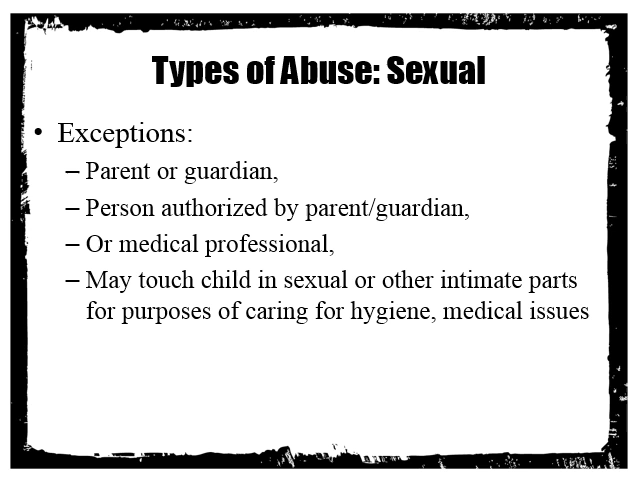 Types of Abuse: Sexual
• Exceptions:
– Parent or guardian,
– Person authorized by parent/guardian,
– Or medical professional,
– May touch child in sexual or other intimate parts
for purposes of caring for hygiene, medical issues